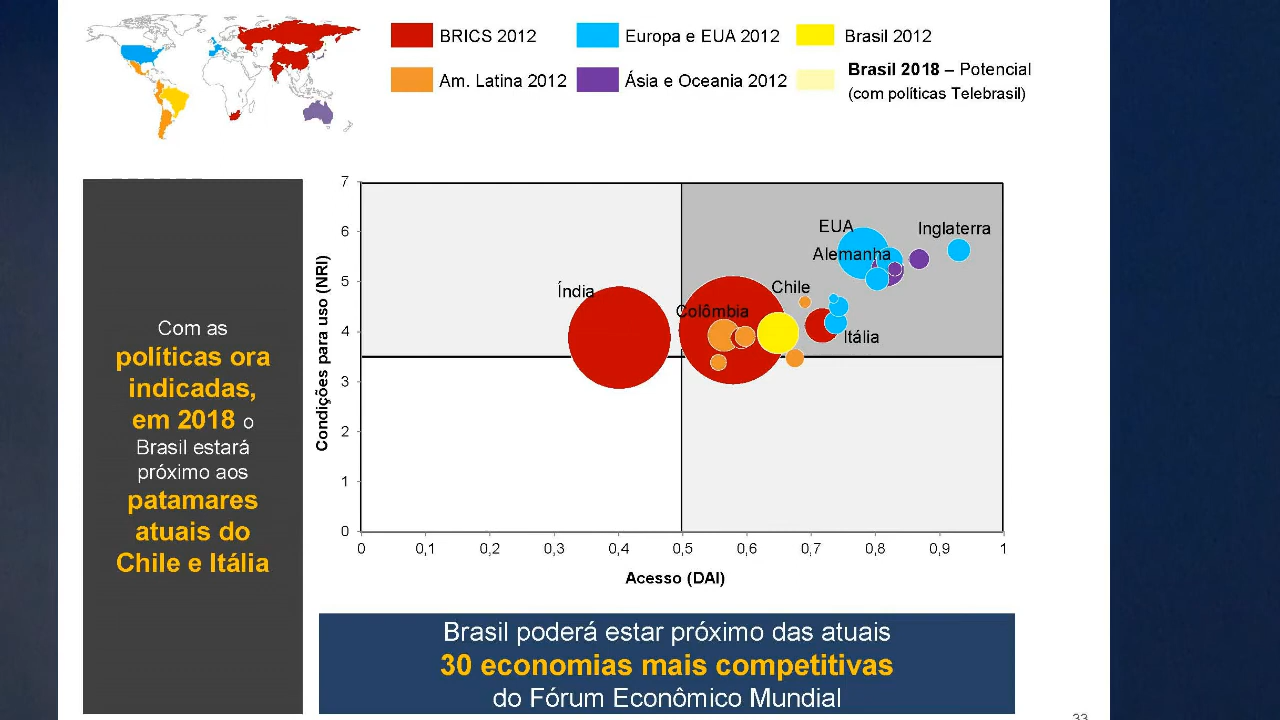 BRICS 2012
Europa e EUA 2012
Brasil 2012
Am. Latina 2012
Ásia e Oceania 2012
Brasil 2018 – Potencial
(com políticas Telebrasil)
Com as
políticas ora
indicadas,
em 2018 o
Brasil estará
próximo aos
patamares
atuais do
Chile e Itália
Condições para uso (NRI)
7
6
5
4
3
2
1
0
EUA
Inglaterra
Alemanha
Índia
Chile
Colômbia
Itália
0 0,1 0,2 0,3 0,4 0,5 0,6 0,7 0,8 0,9 1
Acesso (DAI)
Brasil poderá estar próximo das atuais
30 economias mais competitivas
do Fórum Econômico Mundial
33